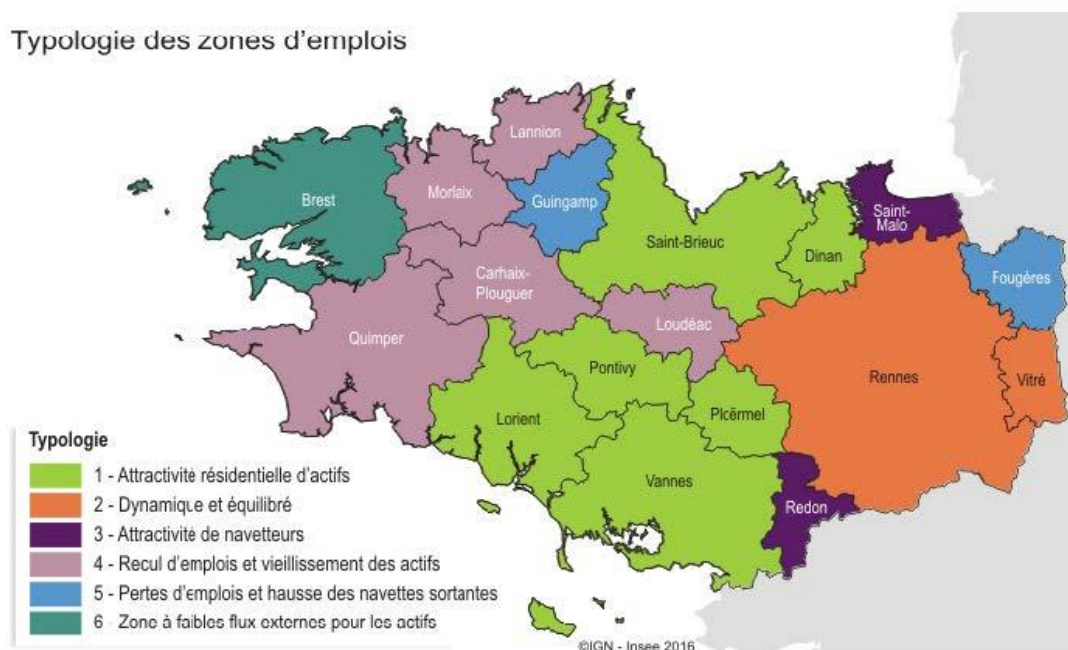 Typologie des zones d'emplois
Lannion
Morlaix
Guingamp
Brest
Saint-Malo
Saint-Brieuc
Dinan
Fougères
Carhaix-
Plouguer
Loudéac
Quimper
Pontivy
Rennes
Vitré
Lorient
Ploërmel
Vannes
Redon
Typologie
1 - Attractivité résidentielle d'actifs
2 - Dynamique et équilibré
3 - Attractivité de navetteurs
4 - Recul d'emplois et vieillissement des actifs
5 - Pertes d'emplois et hausse des navettes sortantes
6 - Zone à faibles flux externes pour les actifs
©IGN - Insee 2016